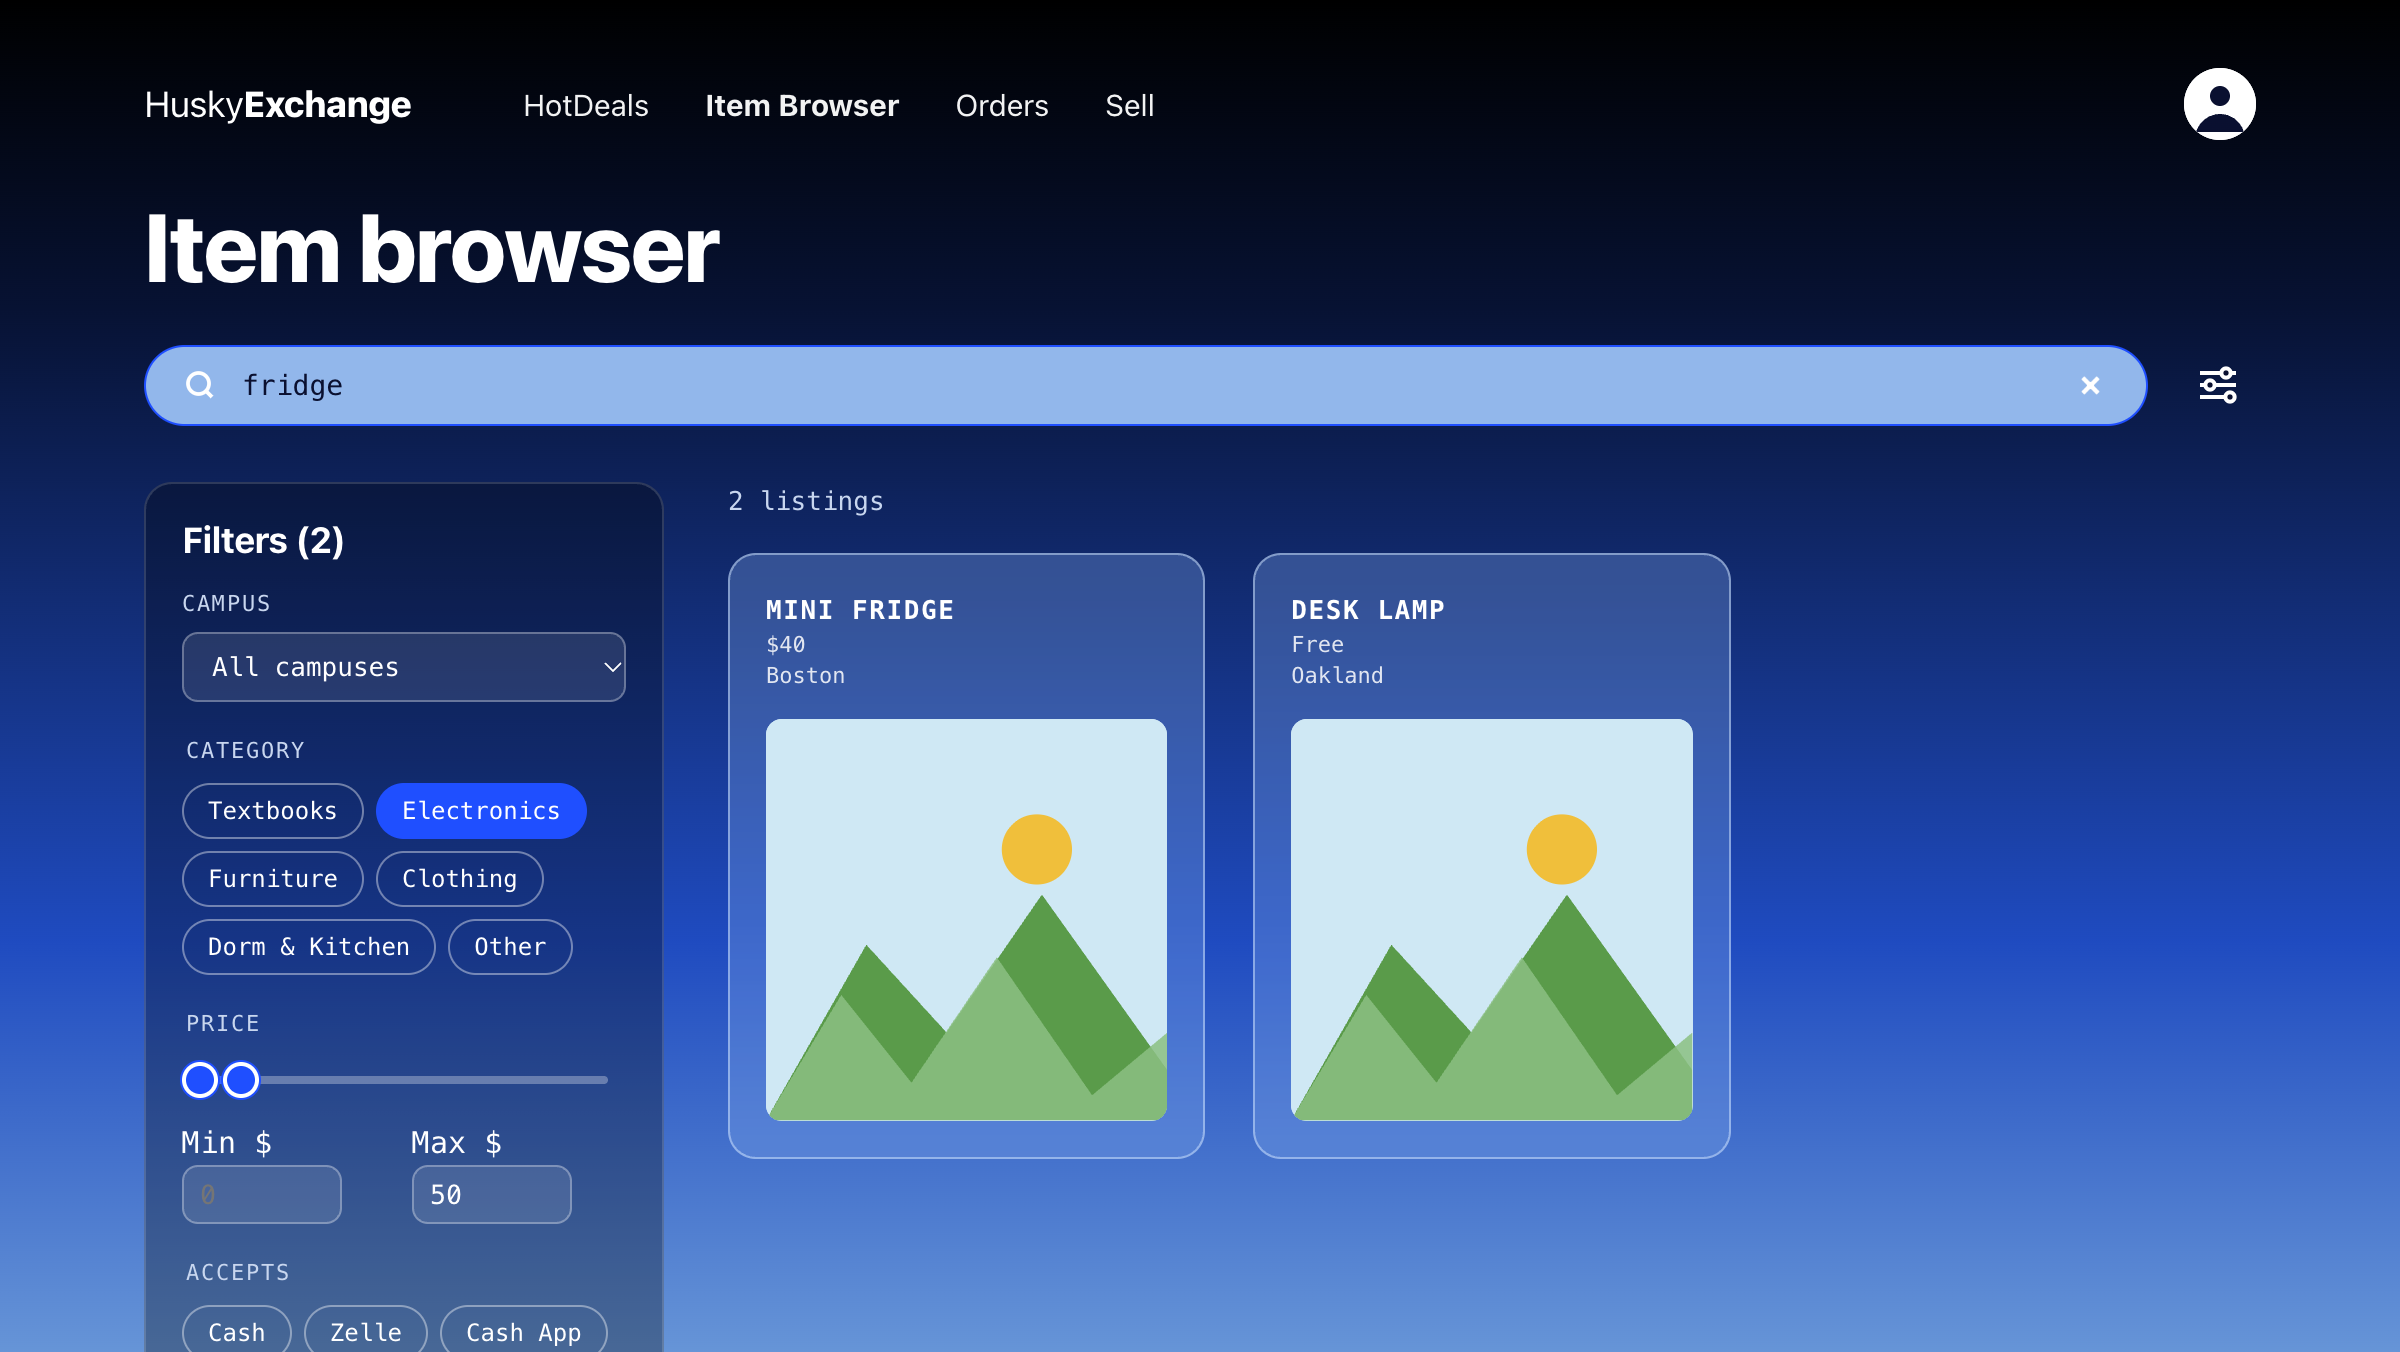 HuskyExchange HotDeals Item Browser Orders Sell
Item browser
fridge
Filters (2)
CAMPUS
All campuses
CATEGORY
Textbooks Electronics
Furniture Clothing
Dorm & Kitchen Other
PRICE
Min $ Max $
0 50
ACCEPTS
Cash Zelle Cash App
2 listings
MINI FRIDGE
$40
Boston
DESK LAMP
Free
Oakland